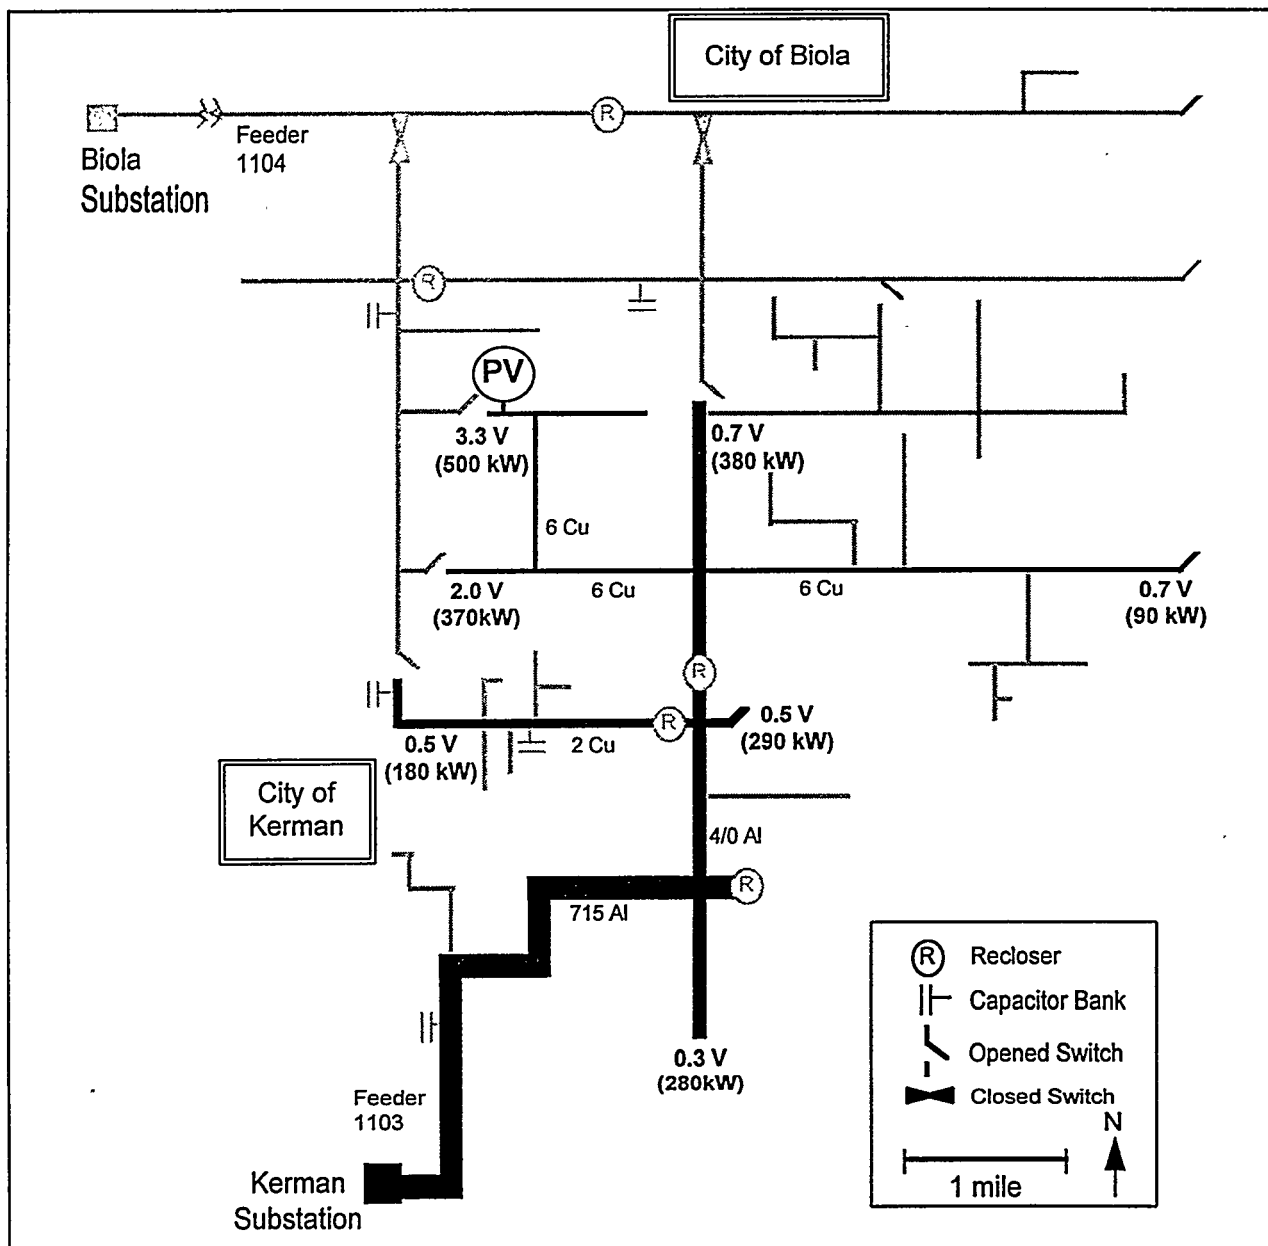 City of Biola
R
Feeder
1104
Biola
Substation
R
PV
3.3 V
(500 kW)
0.7 V
(380 kW)
6 Cu
2.0 V
(370kW)
6 Cu
6 Cu
0.7 V
(90 kW)
R
R
0.5 V
(290 kW)
0.5 V
(180 kW)
2 Cu
City of
Kerman
4/0 Al
R
715 Al
0.3 V
(280kW)
Feeder
1103
Kerman
Substation
R Recloser
Capacitor Bank
Opened Switch
Closed Switch
N
1 mile